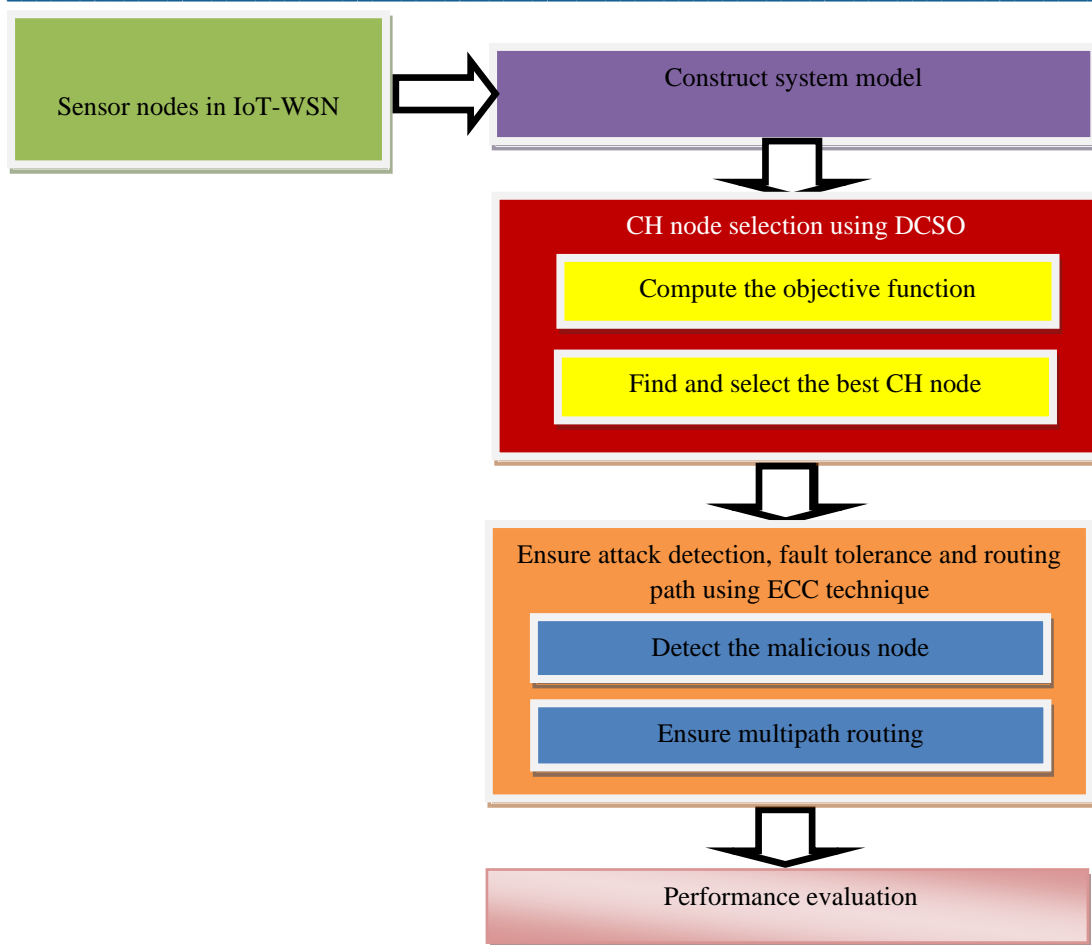 Sensor nodes in IoT-WSN
Construct system model
CH node selection using DCSO
Compute the objective function
Find and select the best CH node
Ensure attack detection, fault tolerance and routing
path using ECC technique
Detect the malicious node
Ensure multipath routing
Performance evaluation